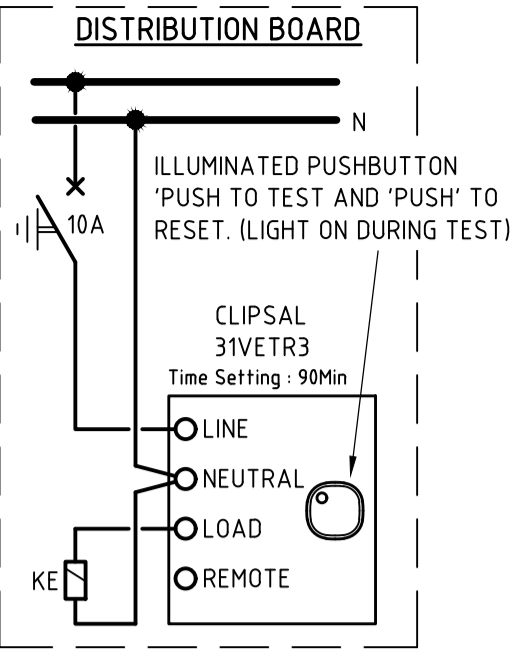 DISTRIBUTION BOARD
N
ILLUMINATED PUSHBUTTON
'PUSH TO TEST AND 'PUSH' TO
RESET. (LIGHT ON DURING TEST)
10A
CLIPSAL
31VETR3
Time Setting : 90Min
LINE
NEUTRAL
LOAD
KE
REMOTE